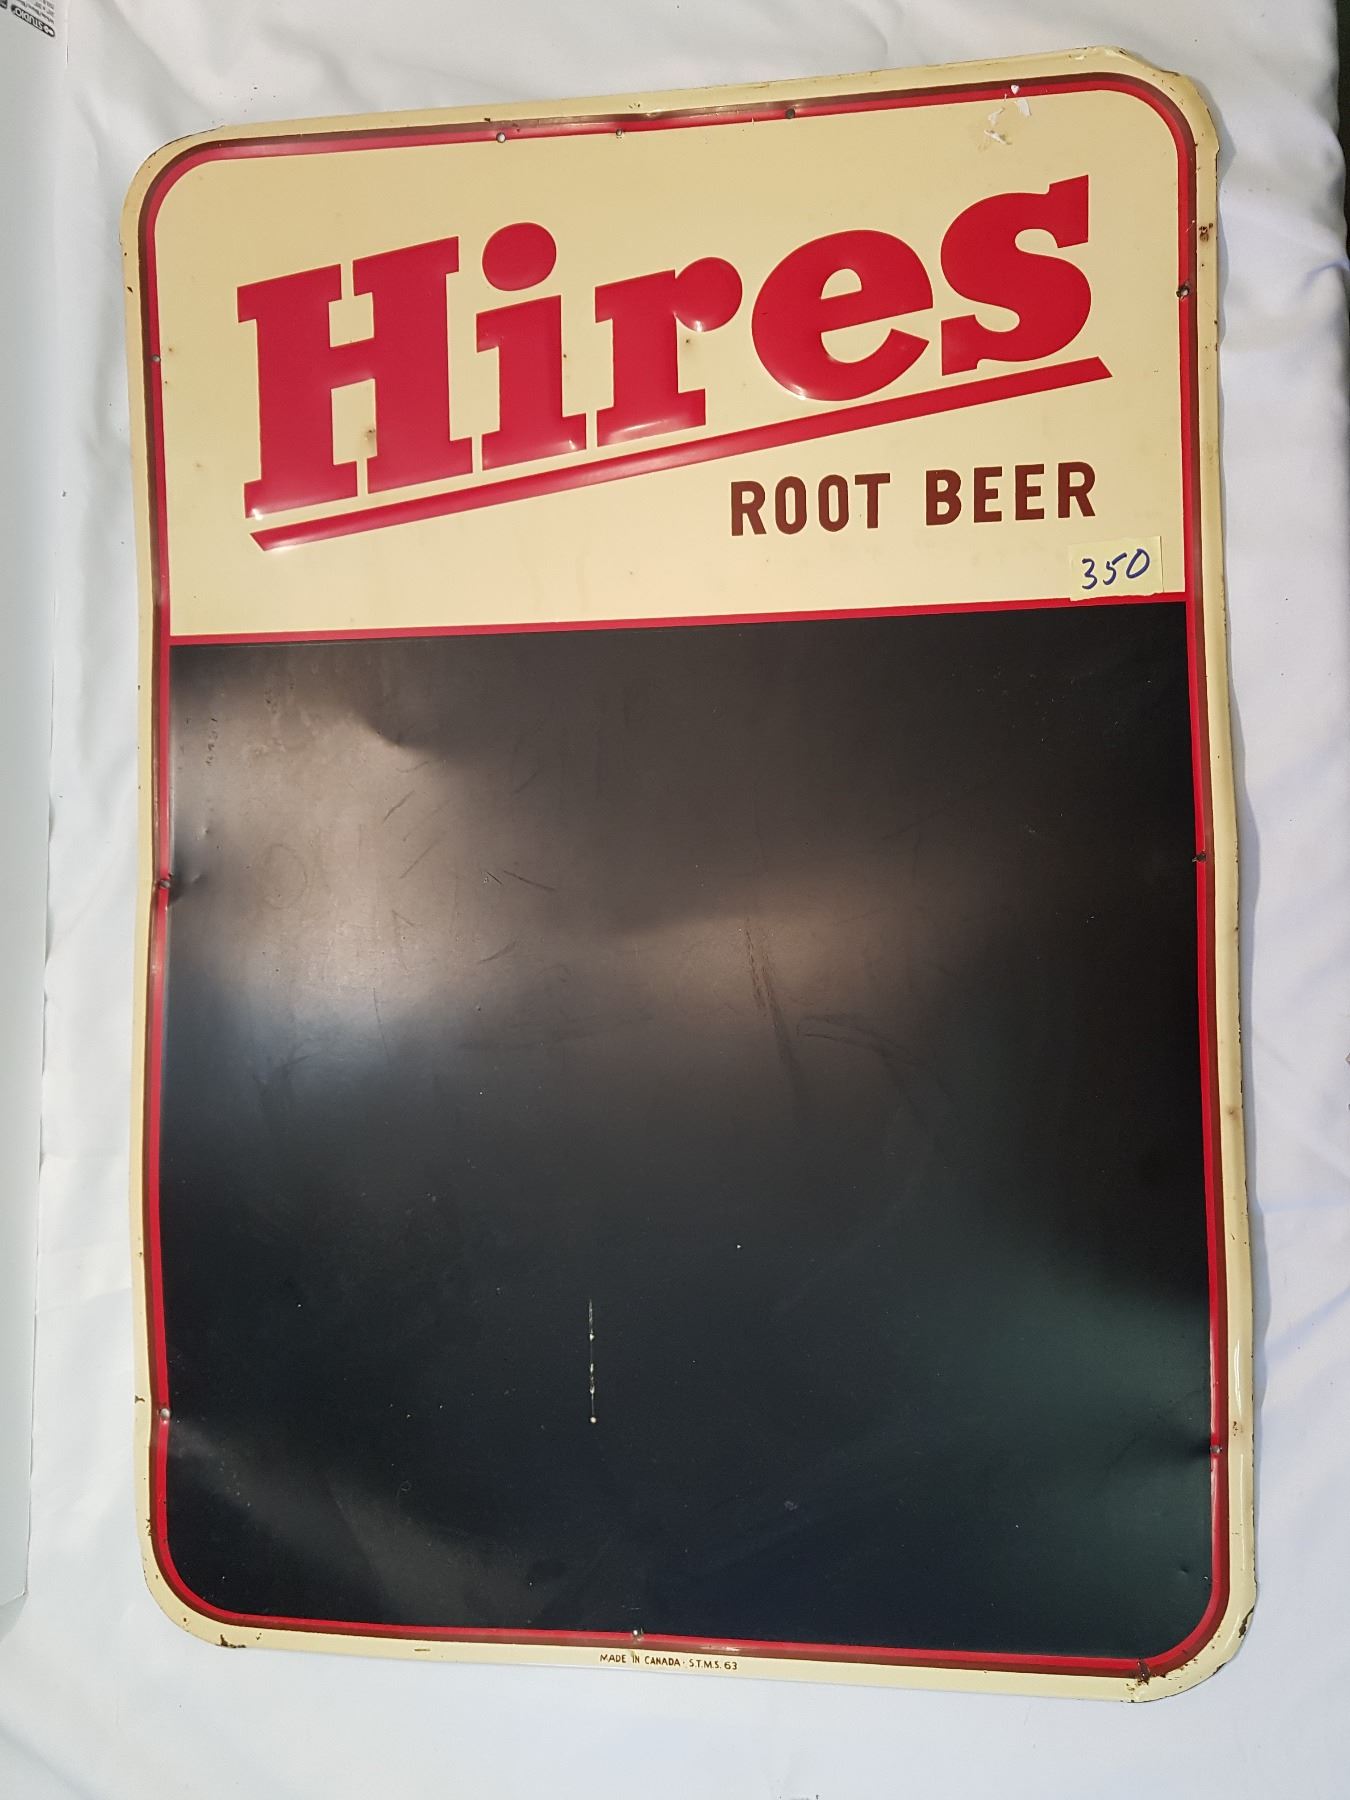 Hires
ROOT BEER
350
MADE IN CANADA · S.T.M.S. 63